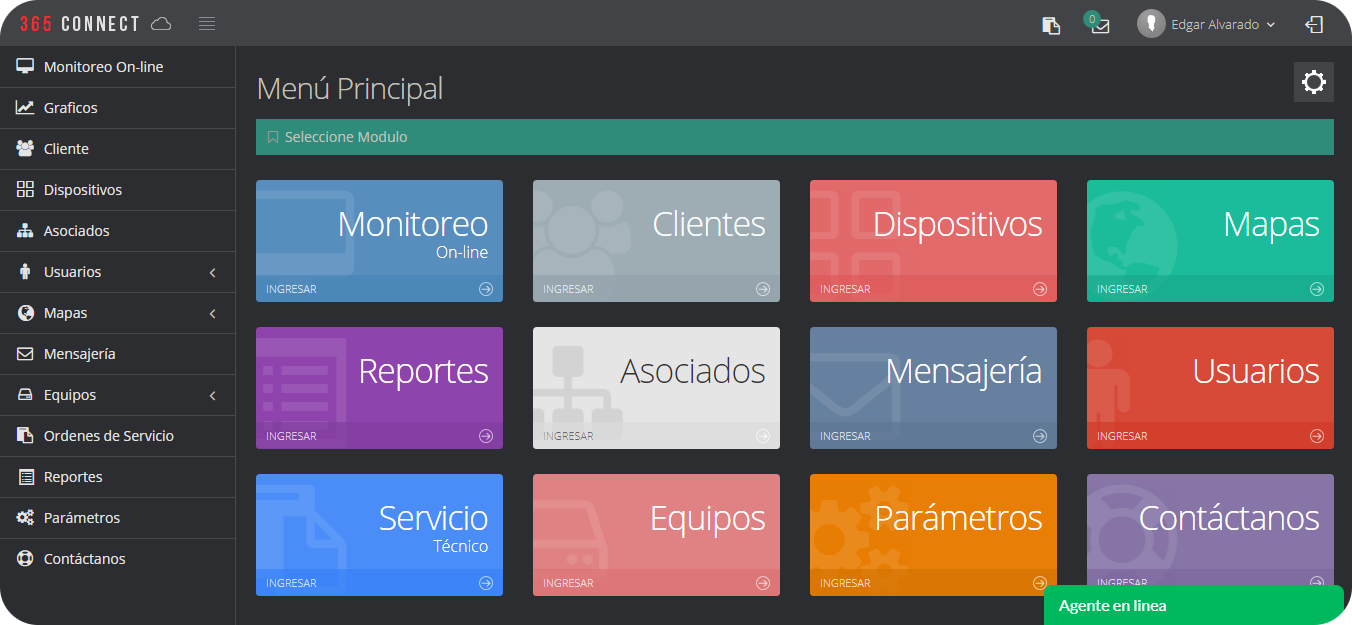 365 CONNECT
0
Edgar Alvarado
Monitoreo On-line
Graficos
Cliente
Dispositivos
Asociados
Usuarios
Mapas
Mensajería
Equipos
Ordenes de Servicio
Reportes
Parámetros
Contáctanos
Menú Principal
Seleccione Modulo
Monitoreo
On-line
INGRESAR
Clientes
INGRESAR
Dispositivos
INGRESAR
Mapas
INGRESAR
Reportes
INGRESAR
Asociados
INGRESAR
Mensajería
INGRESAR
Usuarios
INGRESAR
Servicio
Técnico
INGRESAR
Equipos
INGRESAR
Parámetros
INGRESAR
Contáctanos
INGRESAR
Agente en linea